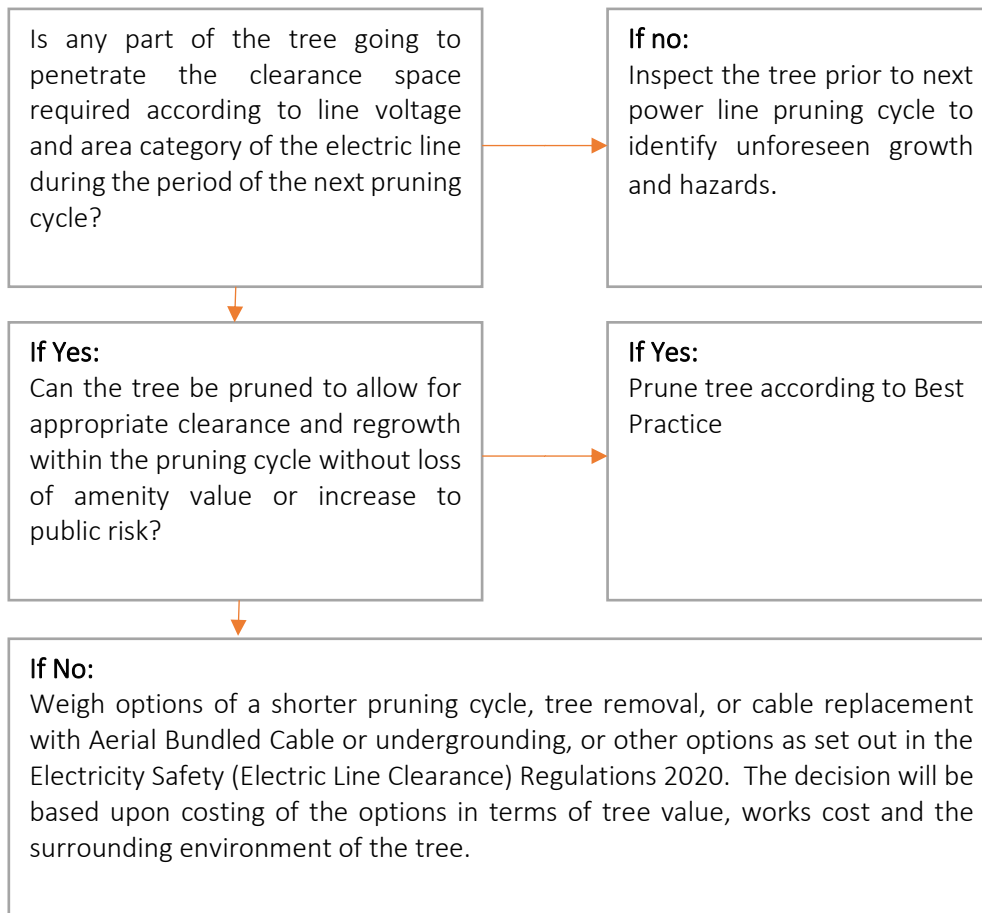 Is any part of the tree going to
penetrate the clearance space
required according to line voltage
and area category of the electric line
during the period of the next pruning
cycle?
If no:
Inspect the tree prior to next
power line pruning cycle to
identify unforeseen growth
and hazards.
If Yes:
Can the tree be pruned to allow for
appropriate clearance and regrowth
within the pruning cycle without loss
of amenity value or increase to
public risk?
If Yes:
Prune tree according to Best
Practice
If No:
Weigh options of a shorter pruning cycle, tree removal, or cable replacement
with Aerial Bundled Cable or undergrounding, or other options as set out in the
Electricity Safety (Electric Line Clearance) Regulations 2020. The decision will be
based upon costing of the options in terms of tree value, works cost and the
surrounding environment of the tree.